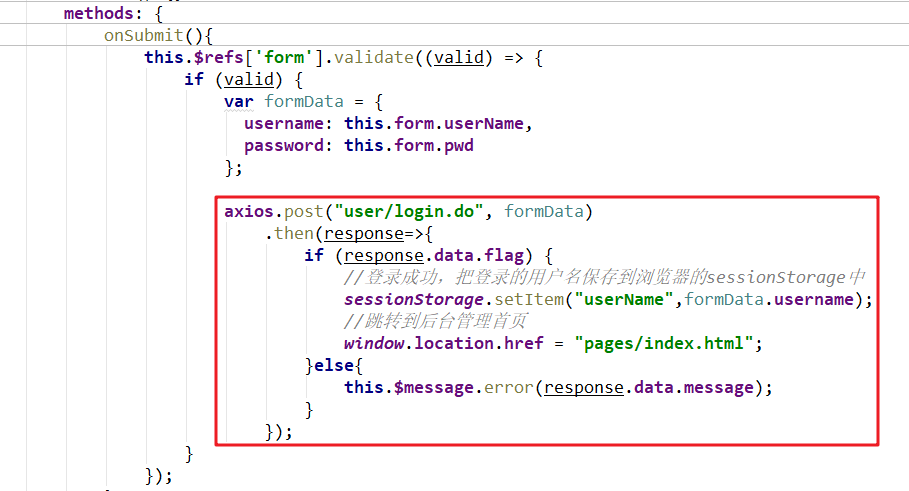 methods: {
onSubmit(){
this.$refs['form'].validate((valid) => {
if (valid) {
var formData = {
username: this.form.userName,
password: this.form.pwd
};
axios.post("user/login.do", formData)
.then(response=>{
if (response.data.flag) {
//登录成功，把登录的用户名保存到浏览器的sessionStorage中
sessionStorage.setItem("userName",formData.username);
//跳转到后台管理首页
window.location.href = "pages/index.html";
}else{
this.$message.error(response.data.message);
}
});
}
});